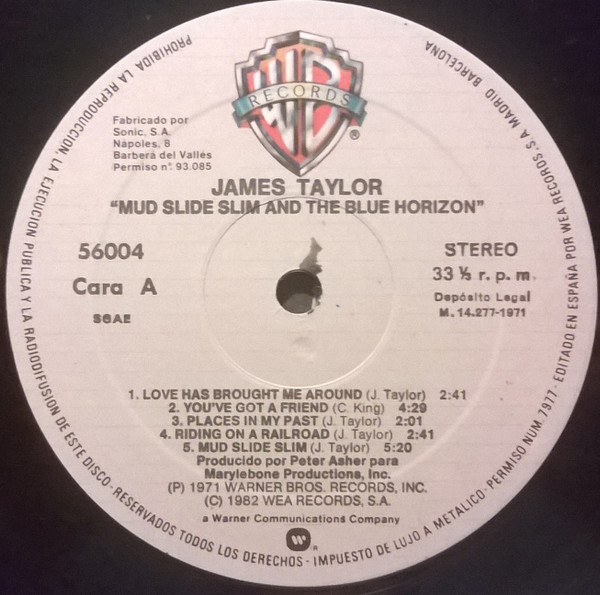 WB
RECORDS
®
Fabricado por
Sonic, S.A.
Napoles, 8
Barberá del Vallés
Permiso nº 93.085
JAMES TAYLOR
"MUD SLIDE SLIM AND THE BLUE HORIZON"
56004
Cara A
SGAE
STEREO
33 ⅓ r. p. m.
Depósito Legal
M. 14.277-1971
1. LOVE HAS BROUGHT ME AROUND (J. Taylor) 2:41
2. YOU'VE GOT A FRIEND (C. King) 4:29
3. PLACES IN MY PAST (J. Taylor) 2:01
4. RIDING ON A RAILROAD (J. Taylor) 2:41
5. MUD SLIDE SLIM (J. Taylor) 5:20
Producido por Peter Asher para
Marylebone Productions, Inc.
(P) 1971 WARNER BROS. RECORDS, INC.
(C) 1982 WEA RECORDS, S.A.
a Warner Communications Company
PROHIBIDA LA REPRODUCCION, LA EJECUCION PUBLICA Y LA RADIODIFUSION DE ESTE DISCO - RESERVADOS TODOS LOS DERECHOS - IMPUESTO DE LUJO A METALICO - PERMISO NUM. 7977 - EDITADO EN ESPAÑA POR WEA RECORDS, S.A. MADRID BARCELONA